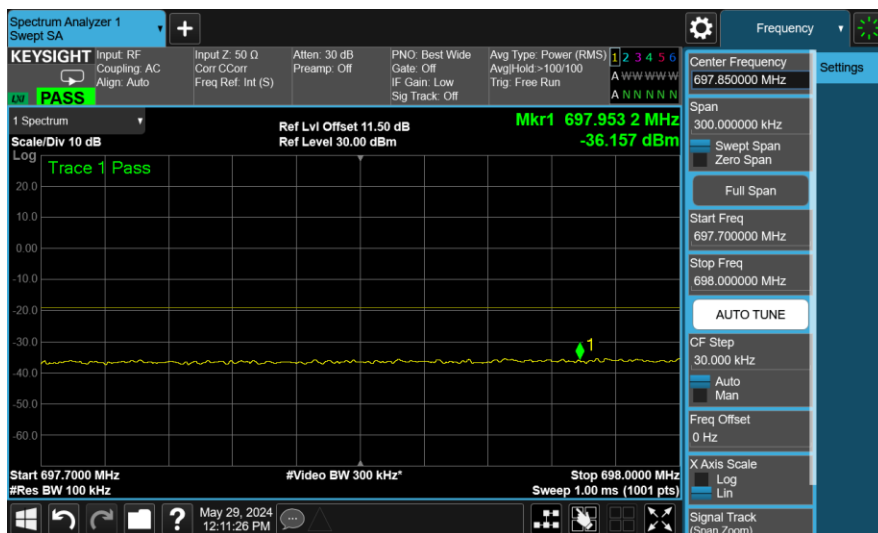 Spectrum Analyzer 1
Swept SA
+
Frequency
KEYSIGHT
Input: RF
Coupling: AC
Align: Auto
Input Z: 50 Ω
Corr CCorr
Freq Ref: Int (S)
Atten: 30 dB
Preamp: Off
PNO: Best Wide
Gate: Off
IF Gain: Low
Sig Track: Off
Avg Type: Power (RMS)
Avg|Hold:>100/100
Trig: Free Run
1 2 3 4 5 6
A W W W W W
A N N N N N
LXI PASS
1 Spectrum
Scale/Div 10 dB
Ref Lvl Offset 11.50 dB
Ref Level 30.00 dBm
Mkr1 697.953 2 MHz
-36.157 dBm
Log
Trace 1 Pass
20.0
10.0
0.00
-10.0
-20.0
-30.0
-40.0
-50.0
-60.0
1
Start 697.7000 MHz
#Res BW 100 kHz
#Video BW 300 kHz*
Stop 698.0000 MHz
Sweep 1.00 ms (1001 pts)
?
May 29, 2024
12:11:26 PM
Center Frequency
697.850000 MHz
Span
300.000000 kHz
Swept Span
Zero Span
Full Span
Start Freq
697.700000 MHz
Stop Freq
698.000000 MHz
AUTO TUNE
CF Step
30.000 kHz
Auto
Man
Freq Offset
0 Hz
X Axis Scale
Log
Lin
Signal Track
(Span Zoom)
Settings